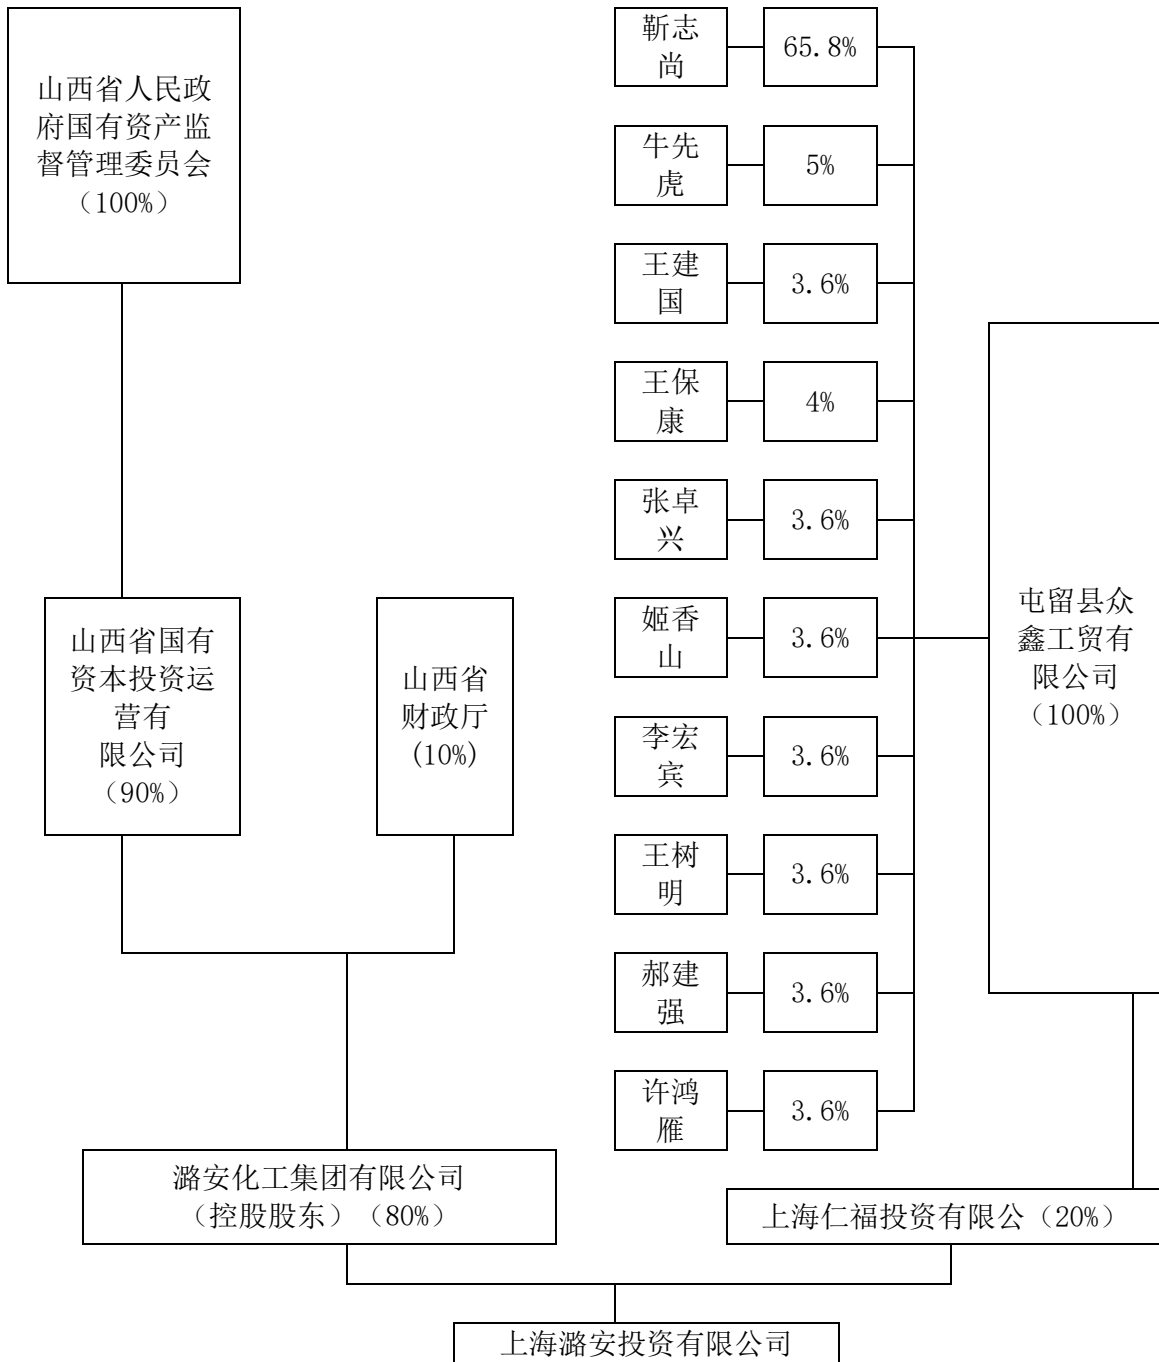 山西省人民政
府国有资产监
督管理委员会
（100%）
靳志
尚
65.8%
牛先
虎
5%
王建
国
3.6%
王保
康
4%
张卓
兴
3.6%
姬香
山
3.6%
李宏
宾
3.6%
王树
明
3.6%
郝建
强
3.6%
许鸿
雁
3.6%
屯留县众
鑫工贸有
限公司
（100%）
山西省国有
资本投资运
营有
限公司
（90%）
山西省
财政厅
(10%)
潞安化工集团有限公司
（控股股东）（80%）
上海仁福投资有限公（20%）
上海潞安投资有限公司